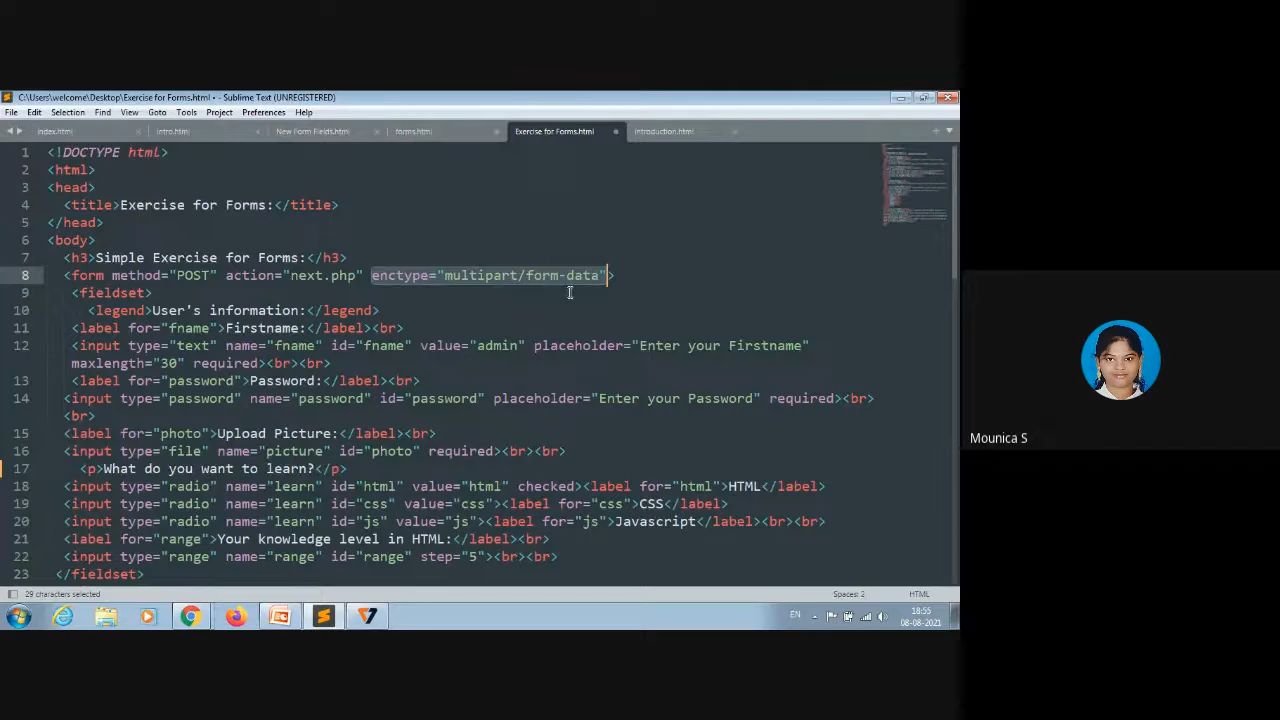 C:\Users\welcome\Desktop\Exercise for Forms.html • - Sublime Text (UNREGISTERED)
File Edit Selection Find View Goto Tools Project Preferences Help
index.html intro.html New Form Fields.html forms.html Exercise for Forms.html introduction.html
1 <!DOCTYPE html>
2 <html>
3 <head>
4 <title>Exercise for Forms:</title>
5 </head>
6 <body>
7 <h3>Simple Exercise for Forms:</h3>
8 <form method="POST" action="next.php" enctype="multipart/form-data">
9 <fieldset>
10 <legend>User's information:</legend>
11 <label for="fname">Firstname:</label><br>
12 <input type="text" name="fname" id="fname" value="admin" placeholder="Enter your Firstname"
maxlength="30" required><br><br>
13 <label for="password">Password:</label><br>
14 <input type="password" name="password" id="password" placeholder="Enter your Password" required><br>
<br>
15 <label for="photo">Upload Picture:</label><br>
16 <input type="file" name="picture" id="photo" required><br><br>
17 <p>What do you want to learn?</p>
18 <input type="radio" name="learn" id="html" value="html" checked><label for="html">HTML</label>
19 <input type="radio" name="learn" id="css" value="css"><label for="css">CSS</label>
20 <input type="radio" name="learn" id="js" value="js"><label for="js">Javascript</label><br><br>
21 <label for="range">Your knowledge level in HTML:</label><br>
22 <input type="range" name="range" id="range" step="5"><br><br>
23 </fieldset>
29 characters selected Spaces: 2 HTML
EN 18:55
08-08-2021
Mounica S